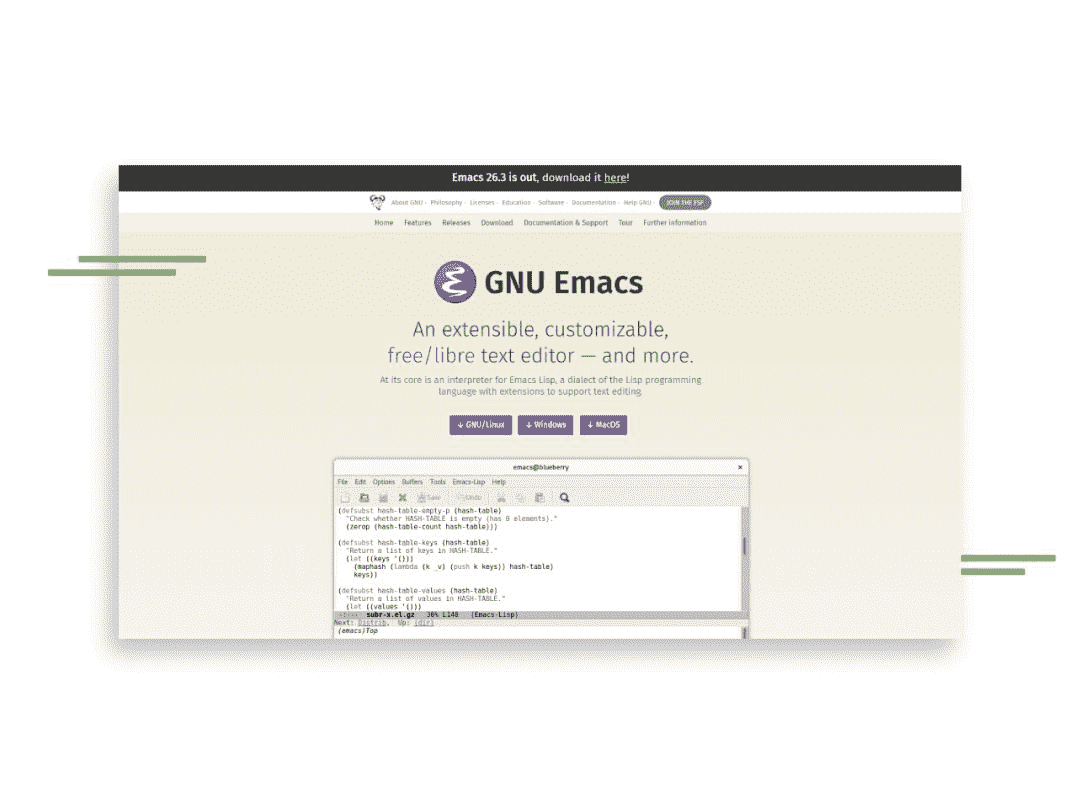 Emacs 26.3 is out, download it here!
About GNU Philosophy Licenses Education Software Documentation Help GNU JOIN THE FSF
Home Features Releases Download Documentation & Support Tour Further information
GNU Emacs
An extensible, customizable,
free/libre text editor — and more.
At its core is an interpreter for Emacs Lisp, a dialect of the Lisp programming
language with extensions to support text editing.
↓ GNU/Linux ↓ Windows ↓ MacOS
emacs@blueberry
File Edit Options Buffers Tools Emacs-Lisp Help
Save Undo
(defsubst hash-table-empty-p (hash-table)
"Check whether HASH-TABLE is empty (has 0 elements)."
(zerop (hash-table-count hash-table)))
(defsubst hash-table-keys (hash-table)
"Return a list of keys in HASH-TABLE."
(let ((keys '()))
(maphash (lambda (k _v) (push k keys)) hash-table)
keys))
(defsubst hash-table-values (hash-table)
"Return a list of values in HASH-TABLE."
(let ((values '()))
subr-x.el.gz 36% L148 (Emacs-Lisp)
Next: Distrib, Up: (dir)
(emacs)Top